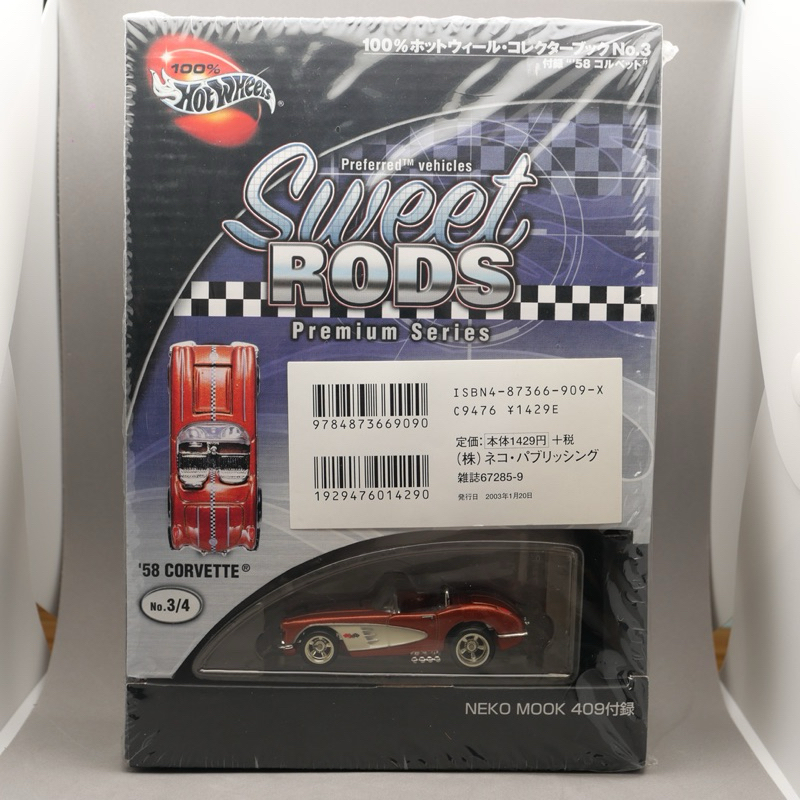 100%ホットウィール・コレクターブックNo.3
付録 "58 コルベット"
100%
HOT WHEELS®
Preferred™ vehicles
Sweet
RODS
Premium Series
ISBN4-87366-909-X
C9476 ¥1429E
9784873669090
定価：本体1429円 +税
(株)ネコ・パブリッシング
雑誌67285-9
1929476014290
発行日 2003年1月20日
'58 CORVETTE®
No.3/4
NEKO MOOK 409付録